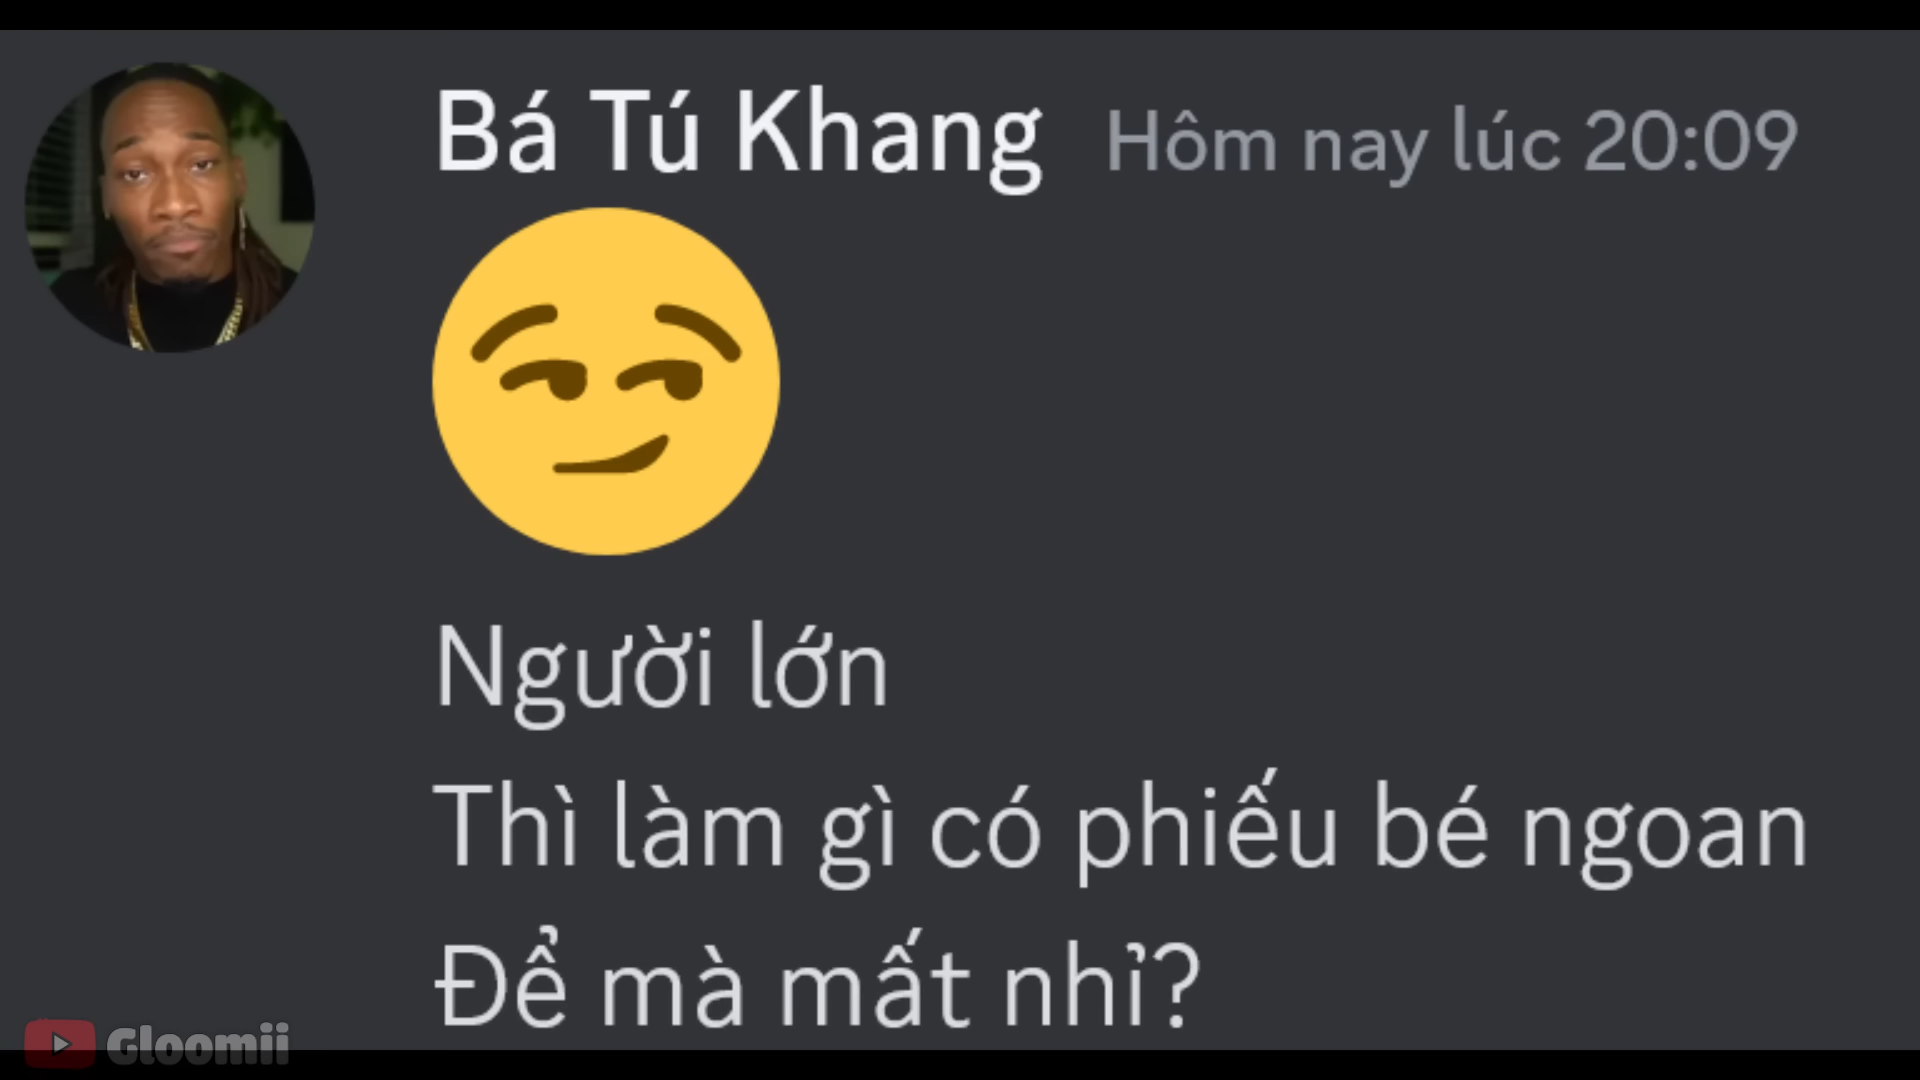 Bá Tú Khang Hôm nay lúc 20:09
Người lớn
Thì làm gì có phiếu bé ngoan
Để mà mất nhỉ?
Gloomii